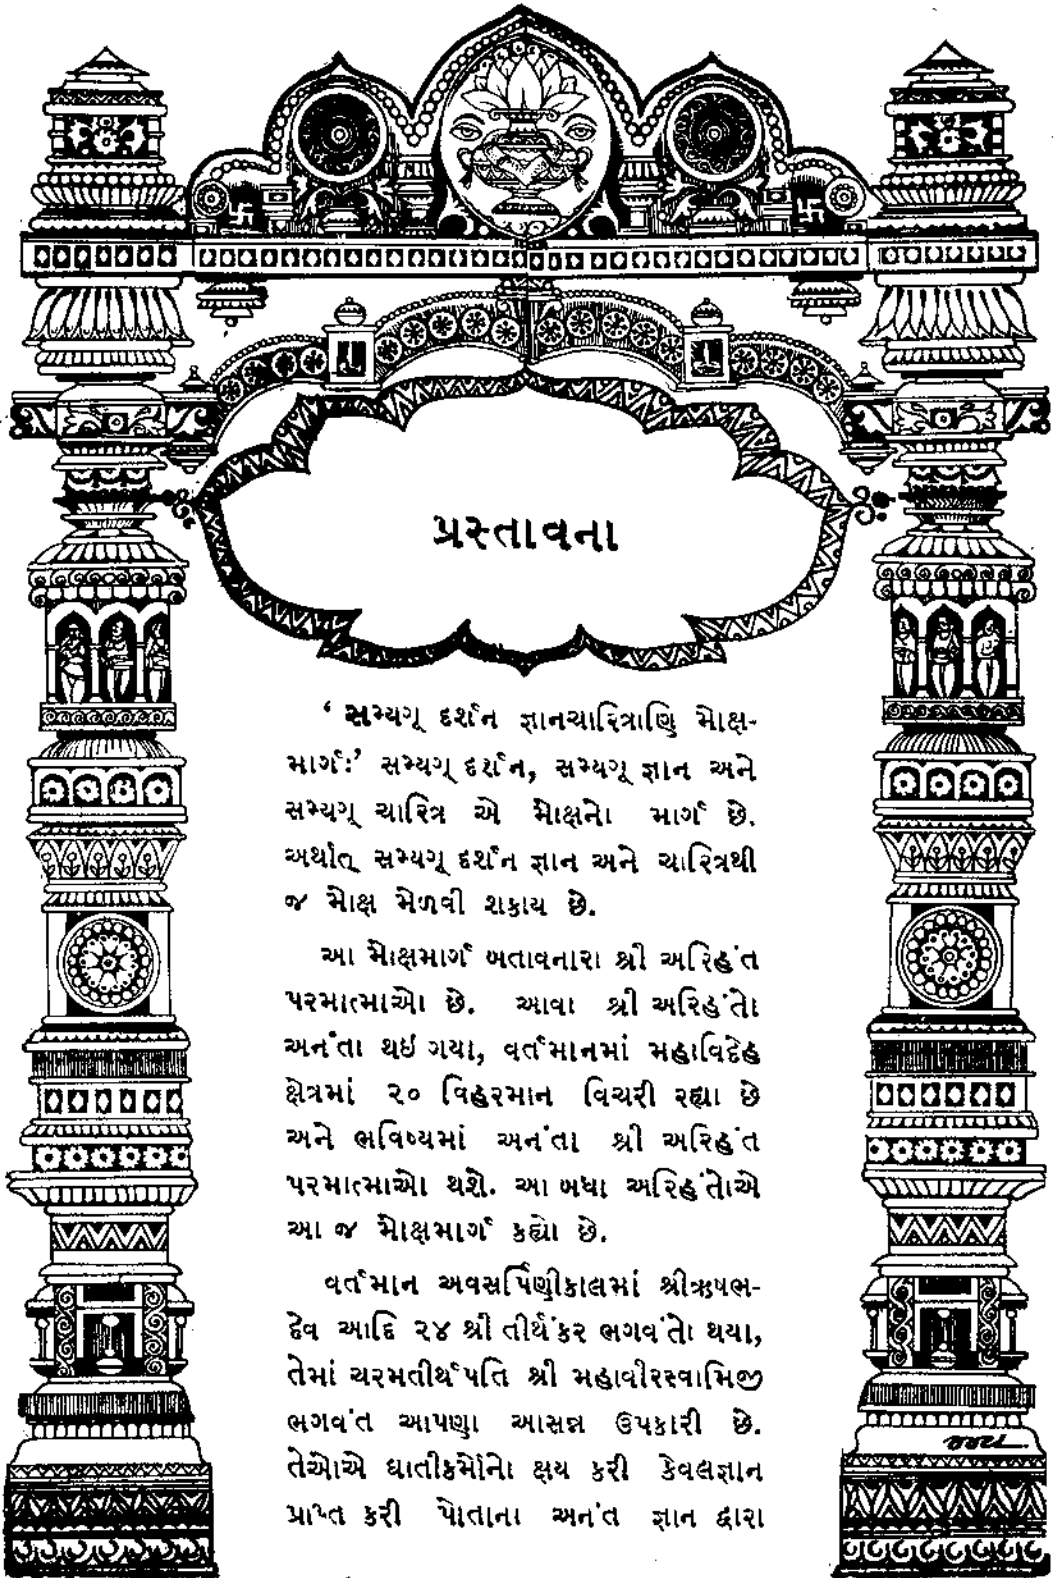 પ્રસ્તાવના
‘ સમ્યગ્ દર્શન જ્ઞાનચારિત્રાણિ મોક્ષ-
માર્ગઃ’ સમ્યગ્ દર્શન, સમ્યગ્ જ્ઞાન અને
સમ્યગ્ ચારિત્ર એ મોક્ષનો માર્ગ છે.
અર્થાત્ સમ્યગ્ દર્શન જ્ઞાન અને ચારિત્રથી
જ મોક્ષ મેળવી શકાય છે.
આ મોક્ષમાર્ગ બતાવનારા શ્રી અરિહંત
પરમાત્માઓ છે. આવા શ્રી અરિહંતો
અનંતા થઈ ગયા, વર્તમાનમાં મહાવિદેહ
ક્ષેત્રમાં ૨૦ વિહરમાન વિચરી રહ્યા છે
અને ભવિષ્યમાં અનંતા શ્રી અરિહંત
પરમાત્માઓ થશે. આ બધા અરિહંતોએ
આ જ મોક્ષમાર્ગ કહ્યો છે.
વર્તમાન અવસર્પિણીકાલમાં શ્રીઋષભ-
દેવ આદિ ૨૪ શ્રી તીર્થંકર ભગવંતો થયા,
તેમાં ચરમતીર્થપતિ શ્રી મહાવીરસ્વામિજી
ભગવંત આપણા આસન્ન ઉપકારી છે.
તેઓએ ઘાતીકર્મોનો ક્ષય કરી કેવલજ્ઞાન
પ્રાપ્ત કરી પોતાના અનંત જ્ઞાન દ્વારા